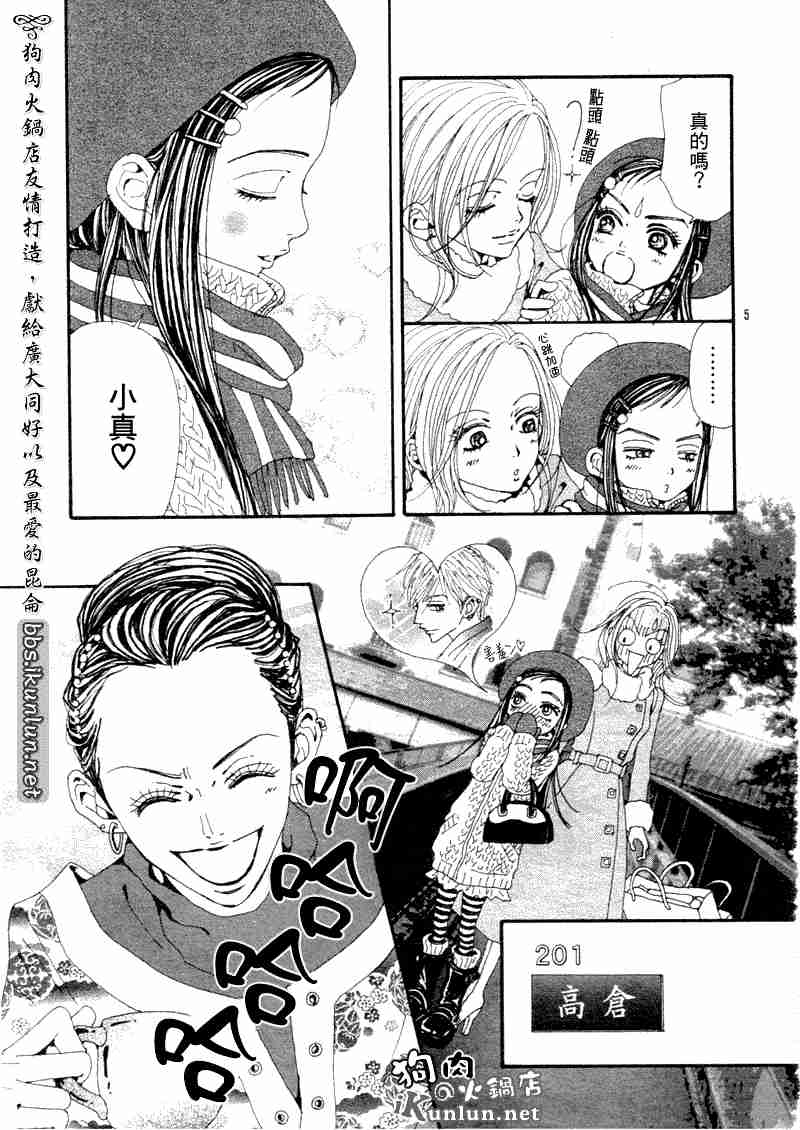 真的嗎？
點頭 點頭
5
………
心跳加速
小真♡
害羞~♡
啊哈哈哈哈
201
高倉
狗肉火鍋店友情打造，獻給廣大同好以及最愛的昆侖
bbs.ikunlun.net
狗肉火鍋店
Kunlun.net